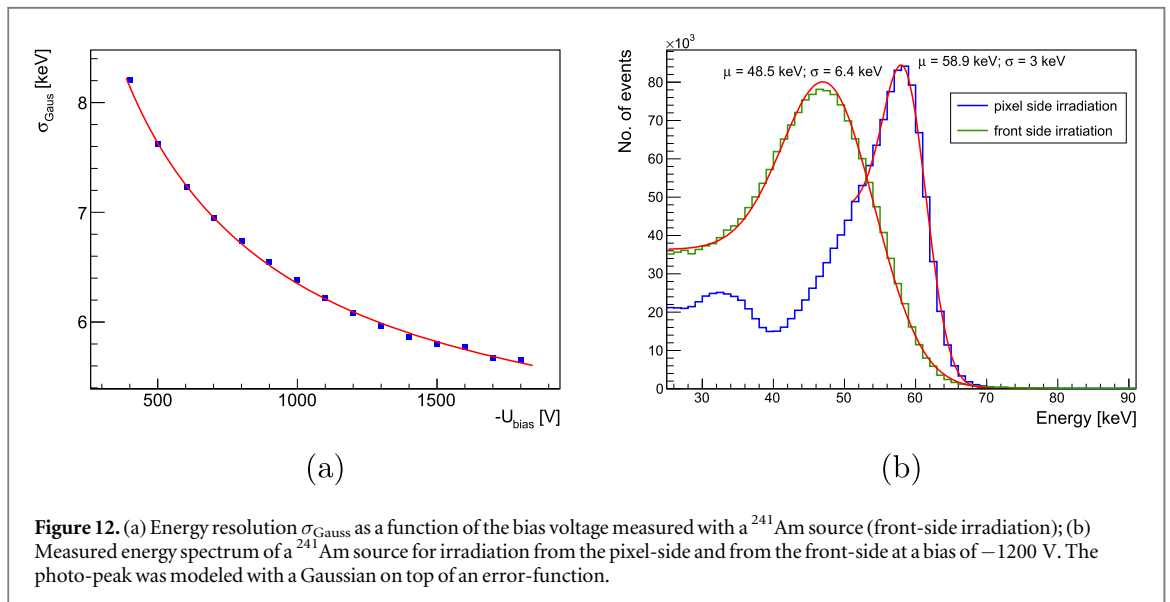 σGaus [keV]
8
7
6
500
1000
1500
-Ubias [V]
(a)
×10³
No. of events
80
70
60
50
40
30
20
10
0
μ = 48.5 keV; σ = 6.4 keV
μ = 58.9 keV; σ = 3 keV
pixel side irradiation
front side irratiation
30
40
50
60
70
80
90
Energy [keV]
(b)
Figure 12. (a) Energy resolution σGauss as a function of the bias voltage measured with a ²⁴¹Am source (front-side irradiation); (b)
Measured energy spectrum of a ²⁴¹Am source for irradiation from the pixel-side and from the front-side at a bias of −1200 V. The
photo-peak was modeled with a Gaussian on top of an error-function.